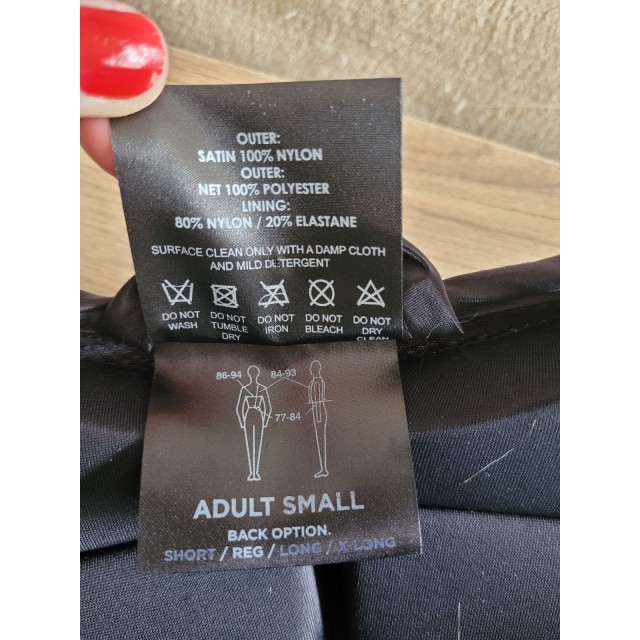 OUTER:
SATIN 100% NYLON
OUTER:
NET 100% POLYESTER
LINING:
80% NYLON / 20% ELASTANE
SURFACE CLEAN ONLY WITH A DAMP CLOTH
AND MILD DETERGENT
DO NOT WASH
DO NOT TUMBLE DRY
DO NOT IRON
DO NOT BLEACH
DO NOT DRY CLEAN
86-94 84-93
77-84
ADULT SMALL
BACK OPTION.
SHORT / REG / LONG / X LONG